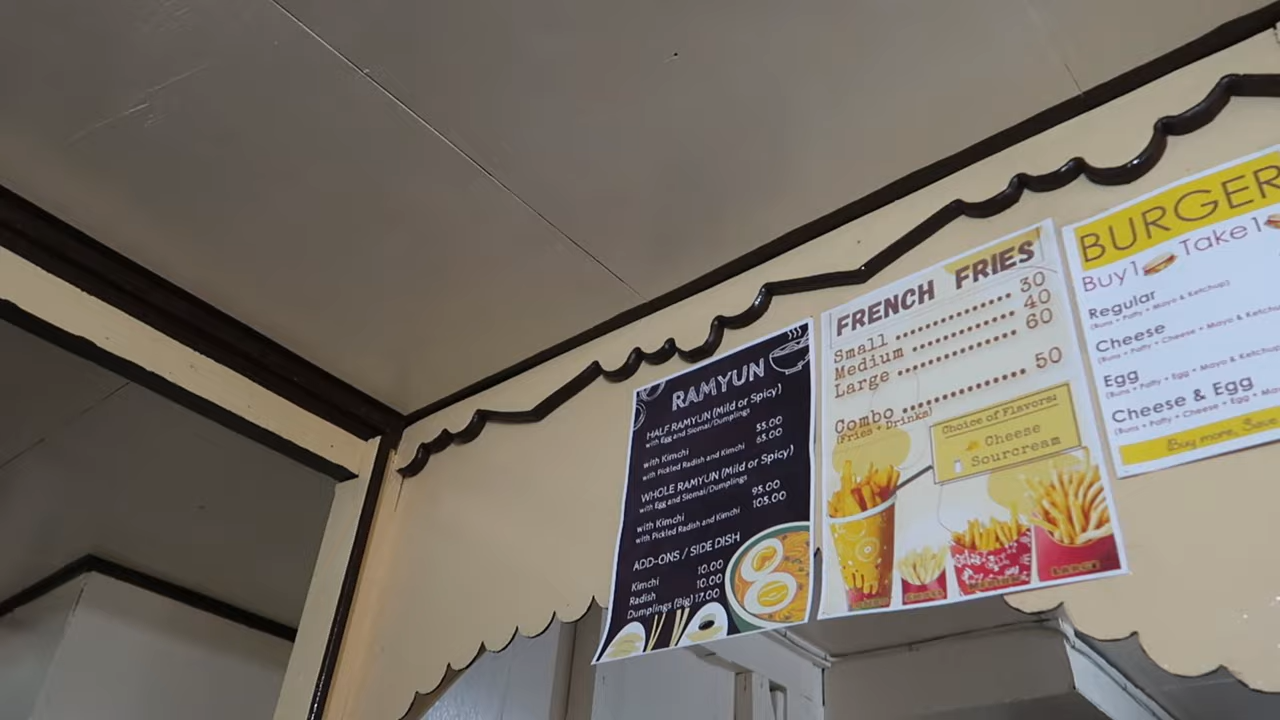 RAMYUN
HALF RAMYUN (Mild or Spicy)
with Egg and Siomai/Dumplings
with Kimchi 55.00
with Pickled Radish and Kimchi 65.00
WHOLE RAMYUN (Mild or Spicy)
with Egg and Siomai/Dumplings
with Kimchi 95.00
with Pickled Radish and Kimchi 105.00
ADD-ONS / SIDE DISH
Kimchi 10.00
Radish 10.00
Dumplings (Big) 17.00
FRENCH FRIES
Small 30
Medium 40
Large 60
Combo 50
(Fries + Drinks)
Choice of Flavors:
Cheese
Sourcream
COMBO
SMALL
MEDIUM
LARGE
BURGER
Buy 1 Take 1
Regular
(Buns + Patty + Mayo & Ketchup)
Cheese
(Buns + Patty + Cheese + Mayo & Ketchup
Egg
(Buns + Patty + Egg + Mayo & Ketchup
Cheese & Egg
(Buns + Patty + Cheese + Egg + Ma
Buy more, Save